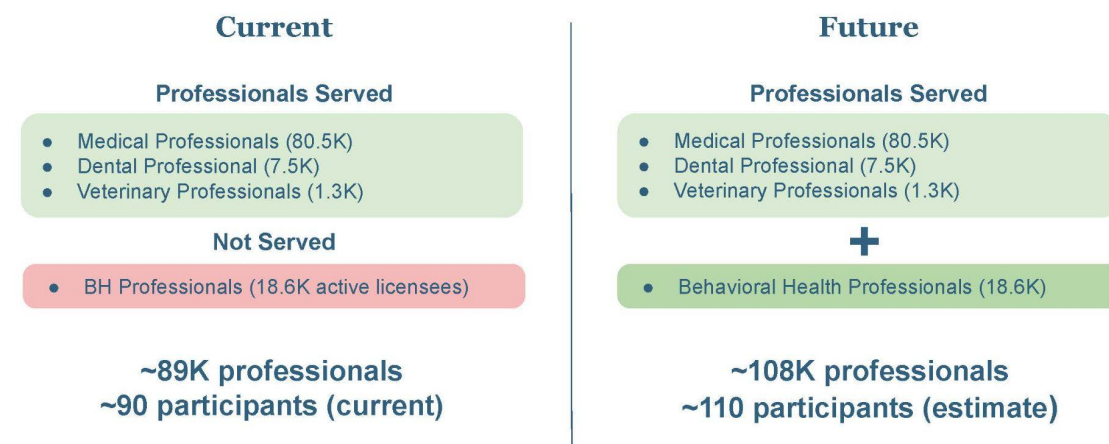 Current
Professionals Served
● Medical Professionals (80.5K)
● Dental Professional (7.5K)
● Veterinary Professionals (1.3K)
Not Served
● BH Professionals (18.6K active licensees)
~89K professionals
~90 participants (current)
Future
Professionals Served
● Medical Professionals (80.5K)
● Dental Professional (7.5K)
● Veterinary Professionals (1.3K)
+
● Behavioral Health Professionals (18.6K)
~108K professionals
~110 participants (estimate)